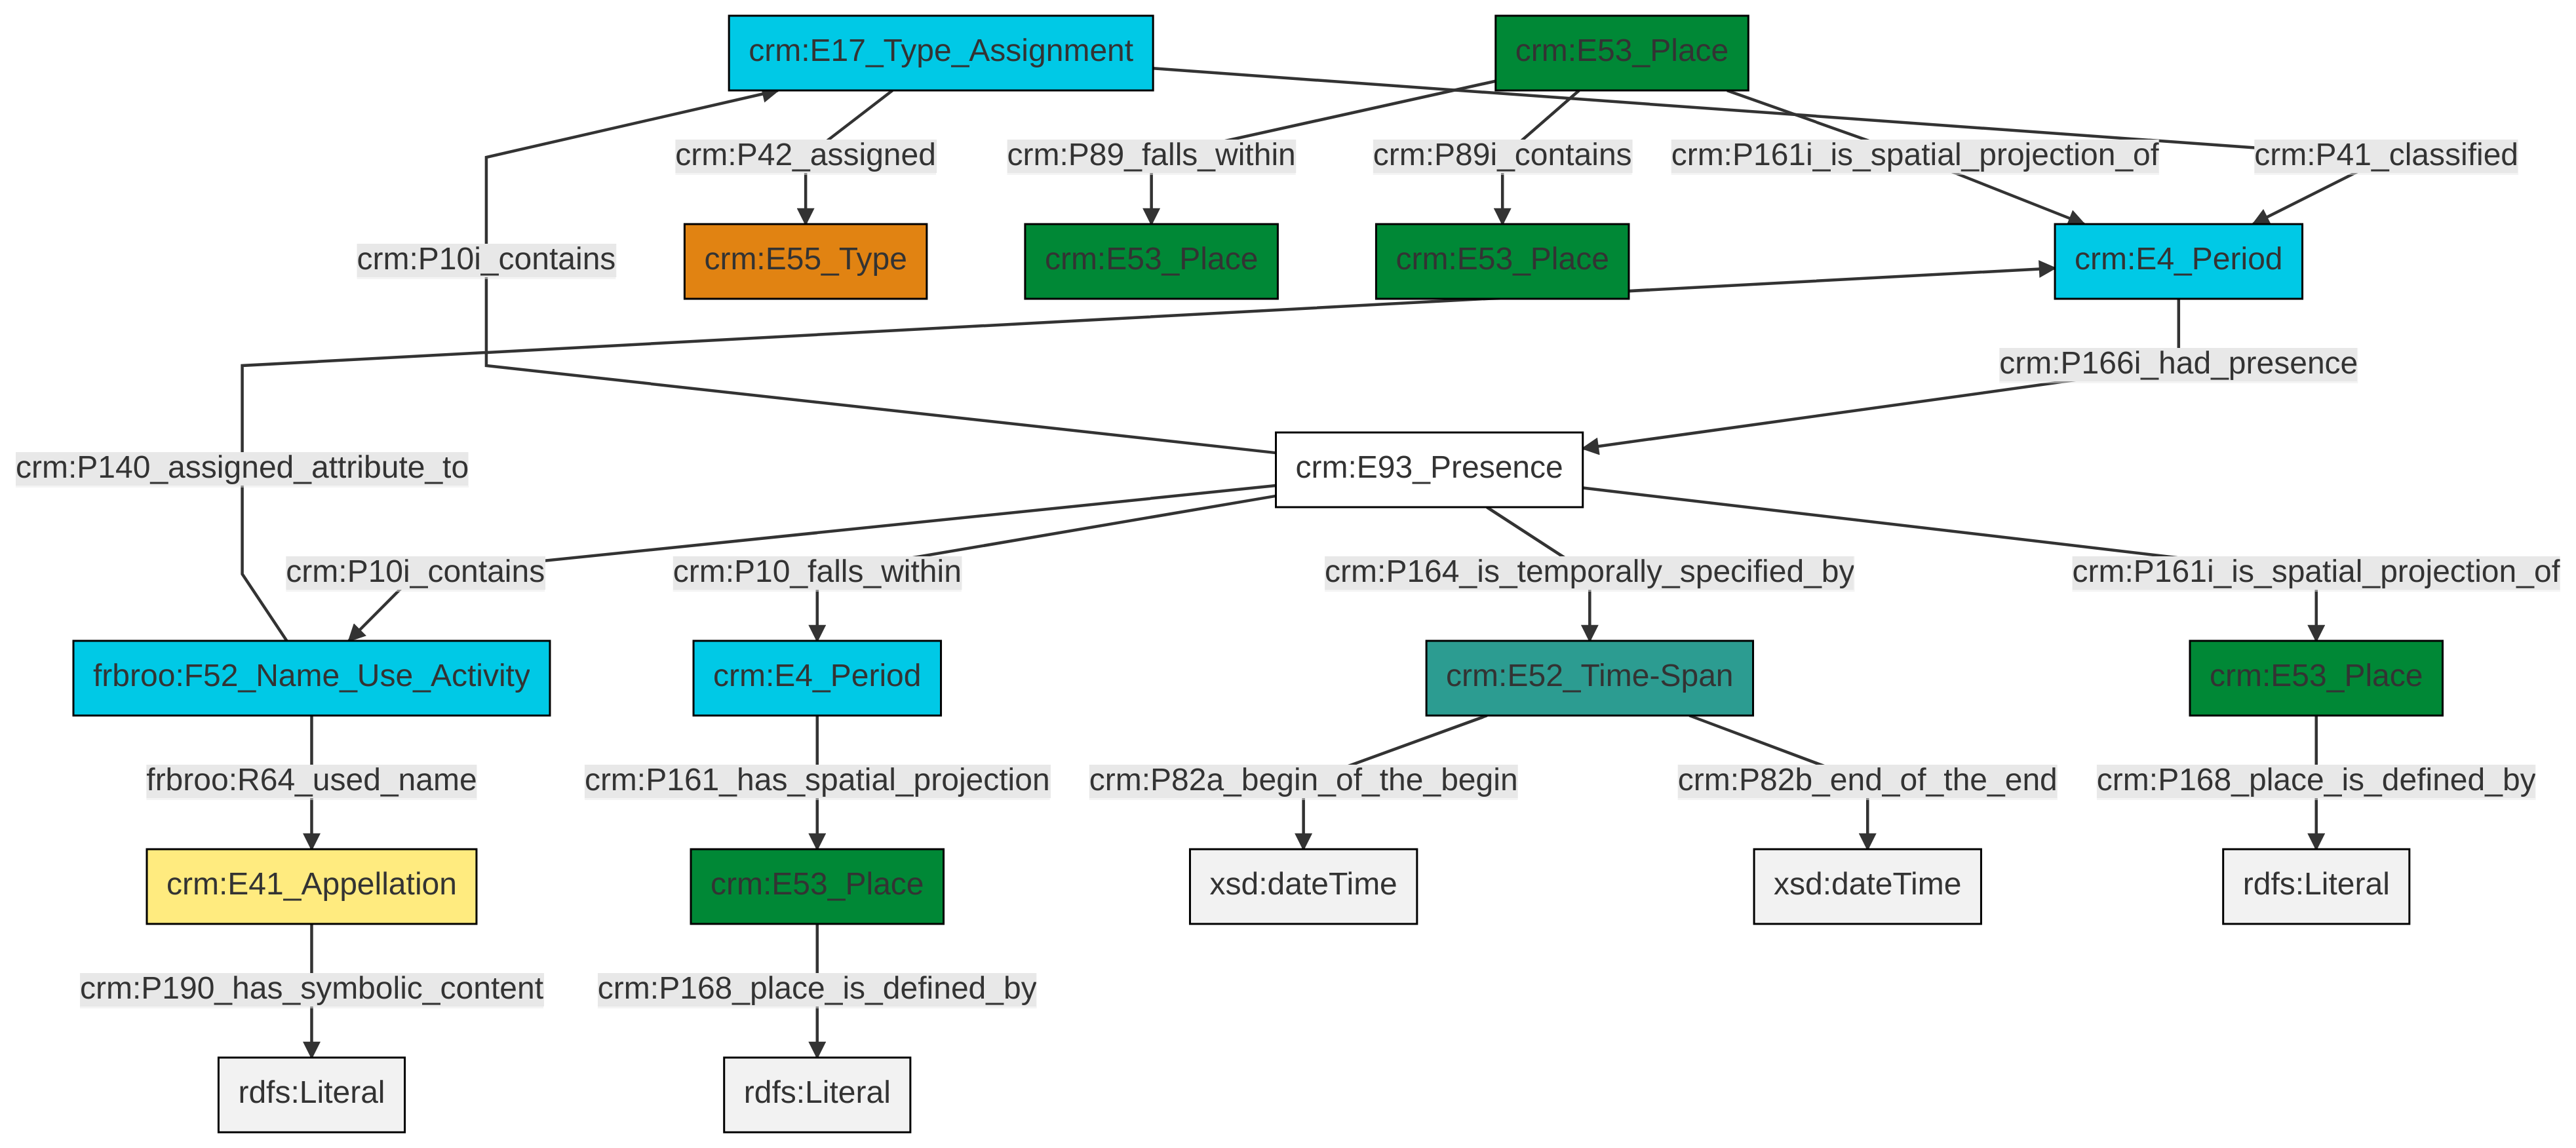 crm:E17_Type_Assignment
crm:E53_Place
crm:P42_assigned
crm:P89_falls_within
crm:P89i_contains
crm:P161i_is_spatial_projection_of
crm:P41_classified
crm:P10i_contains
crm:E55_Type
crm:E53_Place
crm:E53_Place
crm:E4_Period
crm:P166i_had_presence
crm:P140_assigned_attribute_to
crm:E93_Presence
crm:P10i_contains
crm:P10_falls_within
crm:P164_is_temporally_specified_by
crm:P161i_is_spatial_projection_of
frbroo:F52_Name_Use_Activity
crm:E4_Period
crm:E52_Time-Span
crm:E53_Place
frbroo:R64_used_name
crm:P161_has_spatial_projection
crm:P82a_begin_of_the_begin
crm:P82b_end_of_the_end
crm:P168_place_is_defined_by
crm:E41_Appellation
crm:E53_Place
xsd:dateTime
xsd:dateTime
rdfs:Literal
crm:P190_has_symbolic_content
crm:P168_place_is_defined_by
rdfs:Literal
rdfs:Literal